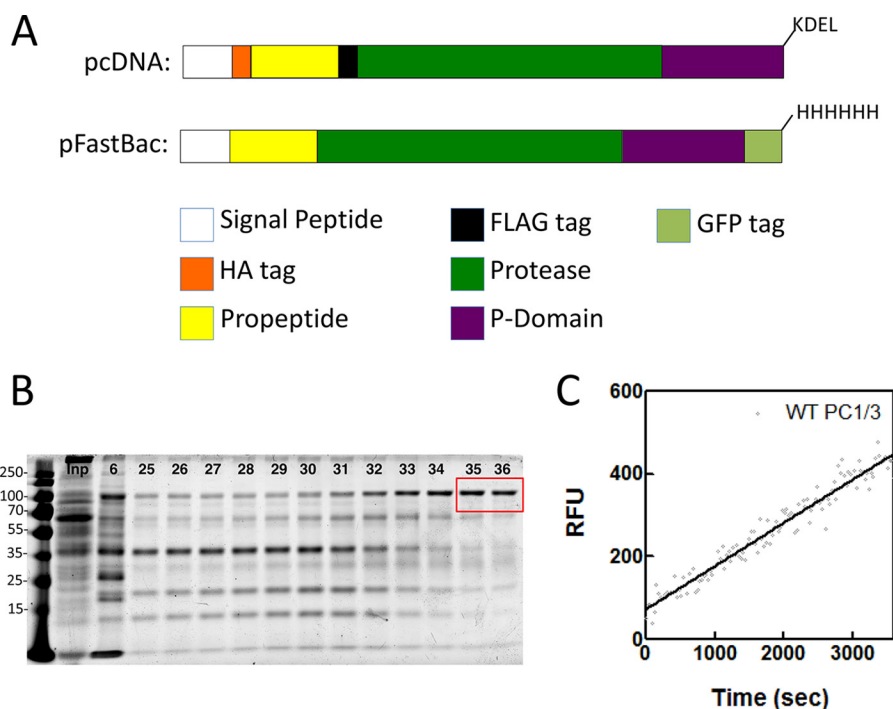 A
KDEL
pcDNA:
HHHHHH
pFastBac:
Signal Peptide
FLAG tag
GFP tag
HA tag
Protease
Propeptide
P-Domain
B
Inp 6 25 26 27 28 29 30 31 32 33 34 35 36
250-
100-
70-
55-
35-
25-
15-
C
600
WT PC1/3
400
RFU
200
0
0 1000 2000 3000
Time (sec)